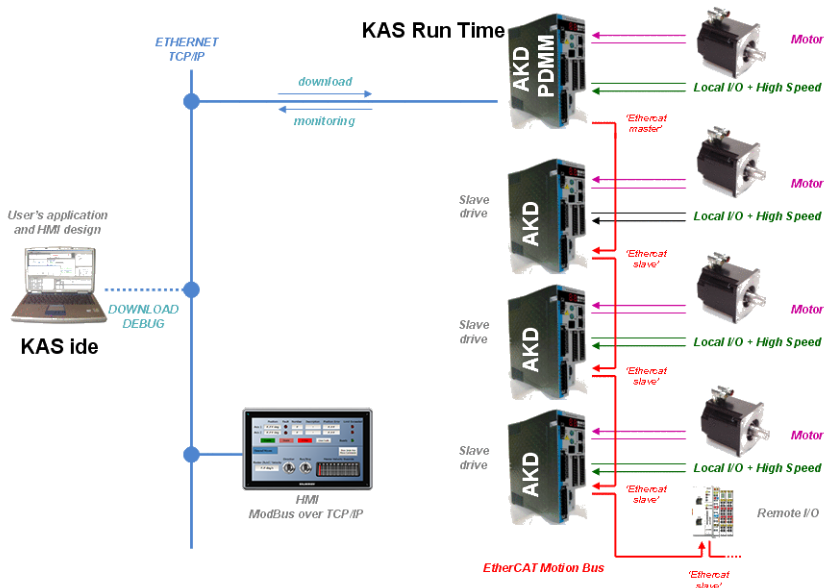 KAS Run Time
ETHERNET
TCP/IP
AKD
PDMM
Motor
download
monitoring
Local I/O + High Speed
'Ethercat
master'
Slave
drive
AKD
Motor
Local I/O + High Speed
User's application
and HMI design
'Ethercat
slave'
DOWNLOAD
DEBUG
KAS ide
Slave
drive
AKD
Motor
Local I/O + High Speed
'Ethercat
slave'
Slave
drive
AKD
Motor
Local I/O + High Speed
'Ethercat
slave'
HMI
ModBus over TCP/IP
Remote I/O
EtherCAT Motion Bus
'Ethercat
slave'